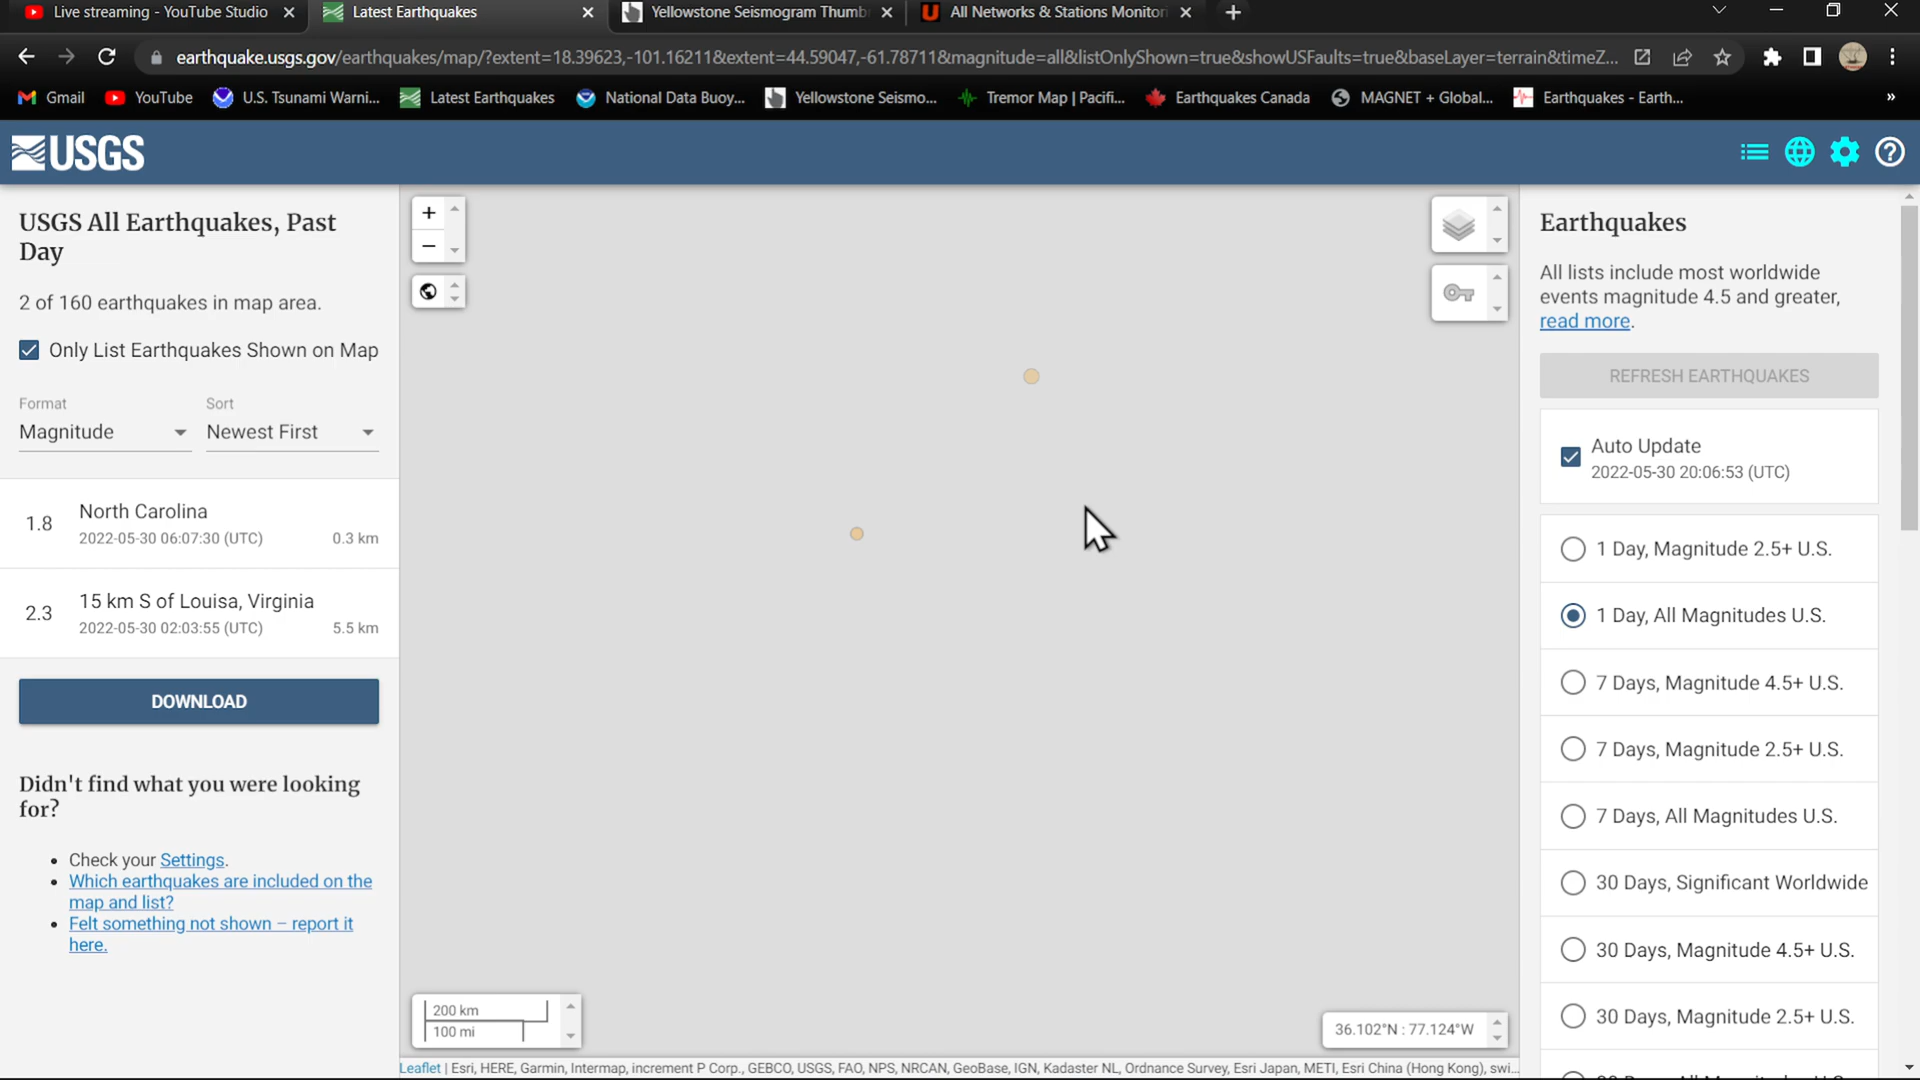 Live streaming - YouTube Studio
Latest Earthquakes
Yellowstone Seismogram Thumb
All Networks & Stations Monitor
earthquake.usgs.gov/earthquakes/map/?extent=18.39623,-101.16211&extent=44.59047,-61.78711&magnitude=all&listOnlyShown=true&showUSFaults=true&baseLayer=terrain&timeZ...
Gmail
YouTube
U.S. Tsunami Warni...
Latest Earthquakes
National Data Buoy...
Yellowstone Seismo...
Tremor Map | Pacifi...
Earthquakes Canada
MAGNET + Global...
Earthquakes - Earth...
»
USGS
USGS All Earthquakes, Past
Day
2 of 160 earthquakes in map area.
Only List Earthquakes Shown on Map
Format
Sort
Magnitude
Newest First
1.8
North Carolina
2022-05-30 06:07:30 (UTC)
0.3 km
2.3
15 km S of Louisa, Virginia
2022-05-30 02:03:55 (UTC)
5.5 km
DOWNLOAD
Didn't find what you were looking
for?
Check your Settings.
Which earthquakes are included on the
map and list?
Felt something not shown – report it
here.
+
−
200 km
100 mi
36.102°N : 77.124°W
Leaflet | Esri, HERE, Garmin, Intermap, increment P Corp., GEBCO, USGS, FAO, NPS, NRCAN, GeoBase, IGN, Kadaster NL, Ordnance Survey, Esri Japan, METI, Esri China (Hong Kong), swi...
Earthquakes
All lists include most worldwide
events magnitude 4.5 and greater,
read more.
REFRESH EARTHQUAKES
Auto Update
2022-05-30 20:06:53 (UTC)
1 Day, Magnitude 2.5+ U.S.
1 Day, All Magnitudes U.S.
7 Days, Magnitude 4.5+ U.S.
7 Days, Magnitude 2.5+ U.S.
7 Days, All Magnitudes U.S.
30 Days, Significant Worldwide
30 Days, Magnitude 4.5+ U.S.
30 Days, Magnitude 2.5+ U.S.